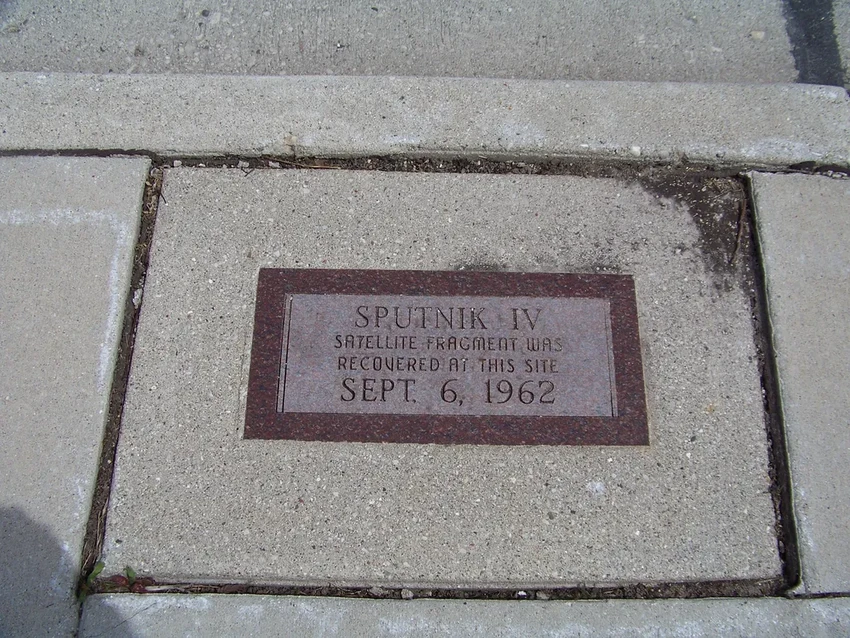 SPUTNIK IV
SATELLITE FRAGMENT WAS
RECOVERED AT THIS SITE
SEPT. 6, 1962